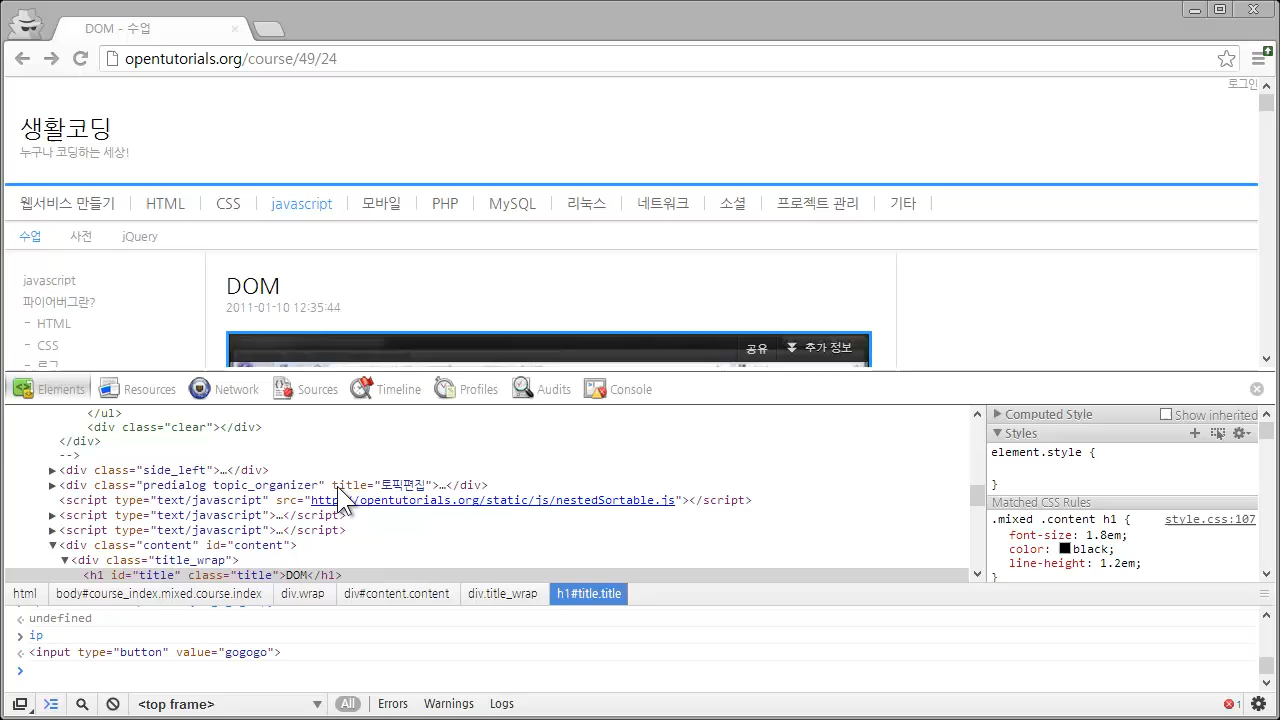 DOM - 수업
opentutorials.org/course/49/24
로그인
생활코딩
누구나 코딩하는 세상!
웹서비스 만들기 HTML CSS javascript 모바일 PHP MySQL 리눅스 네트워크 소셜 프로젝트 관리 기타
수업 사전 jQuery
javascript
파이어버그란?
- HTML
- CSS
- 로그
DOM
2011-01-10 12:35:44
공유 추가 정보
Elements Resources Network Sources Timeline Profiles Audits Console
</ul>
<div class="clear"></div>
</div>
-->
▶<div class="side_left">…</div>
▶<div class="predialog topic_organizer" title="토픽편집">…</div>
<script type="text/javascript" src="http://opentutorials.org/static/js/nestedSortable.js"></script>
▶<script type="text/javascript">…</script>
▶<script type="text/javascript">…</script>
▼<div class="content" id="content">
▼<div class="title_wrap">
<h1 id="title" class="title">DOM</h1>
▶ Computed Style Show inherited
▼ Styles
element.style {
}
Matched CSS Rules
.mixed .content h1 { style.css:107
font-size: 1.8em;
color: black;
line-height: 1.2em;
}
html body#course_index.mixed.course.index div.wrap div#content.content div.title_wrap h1#title.title
undefined
ip
<input type="button" value="gogogo">
<top frame> All Errors Warnings Logs 1